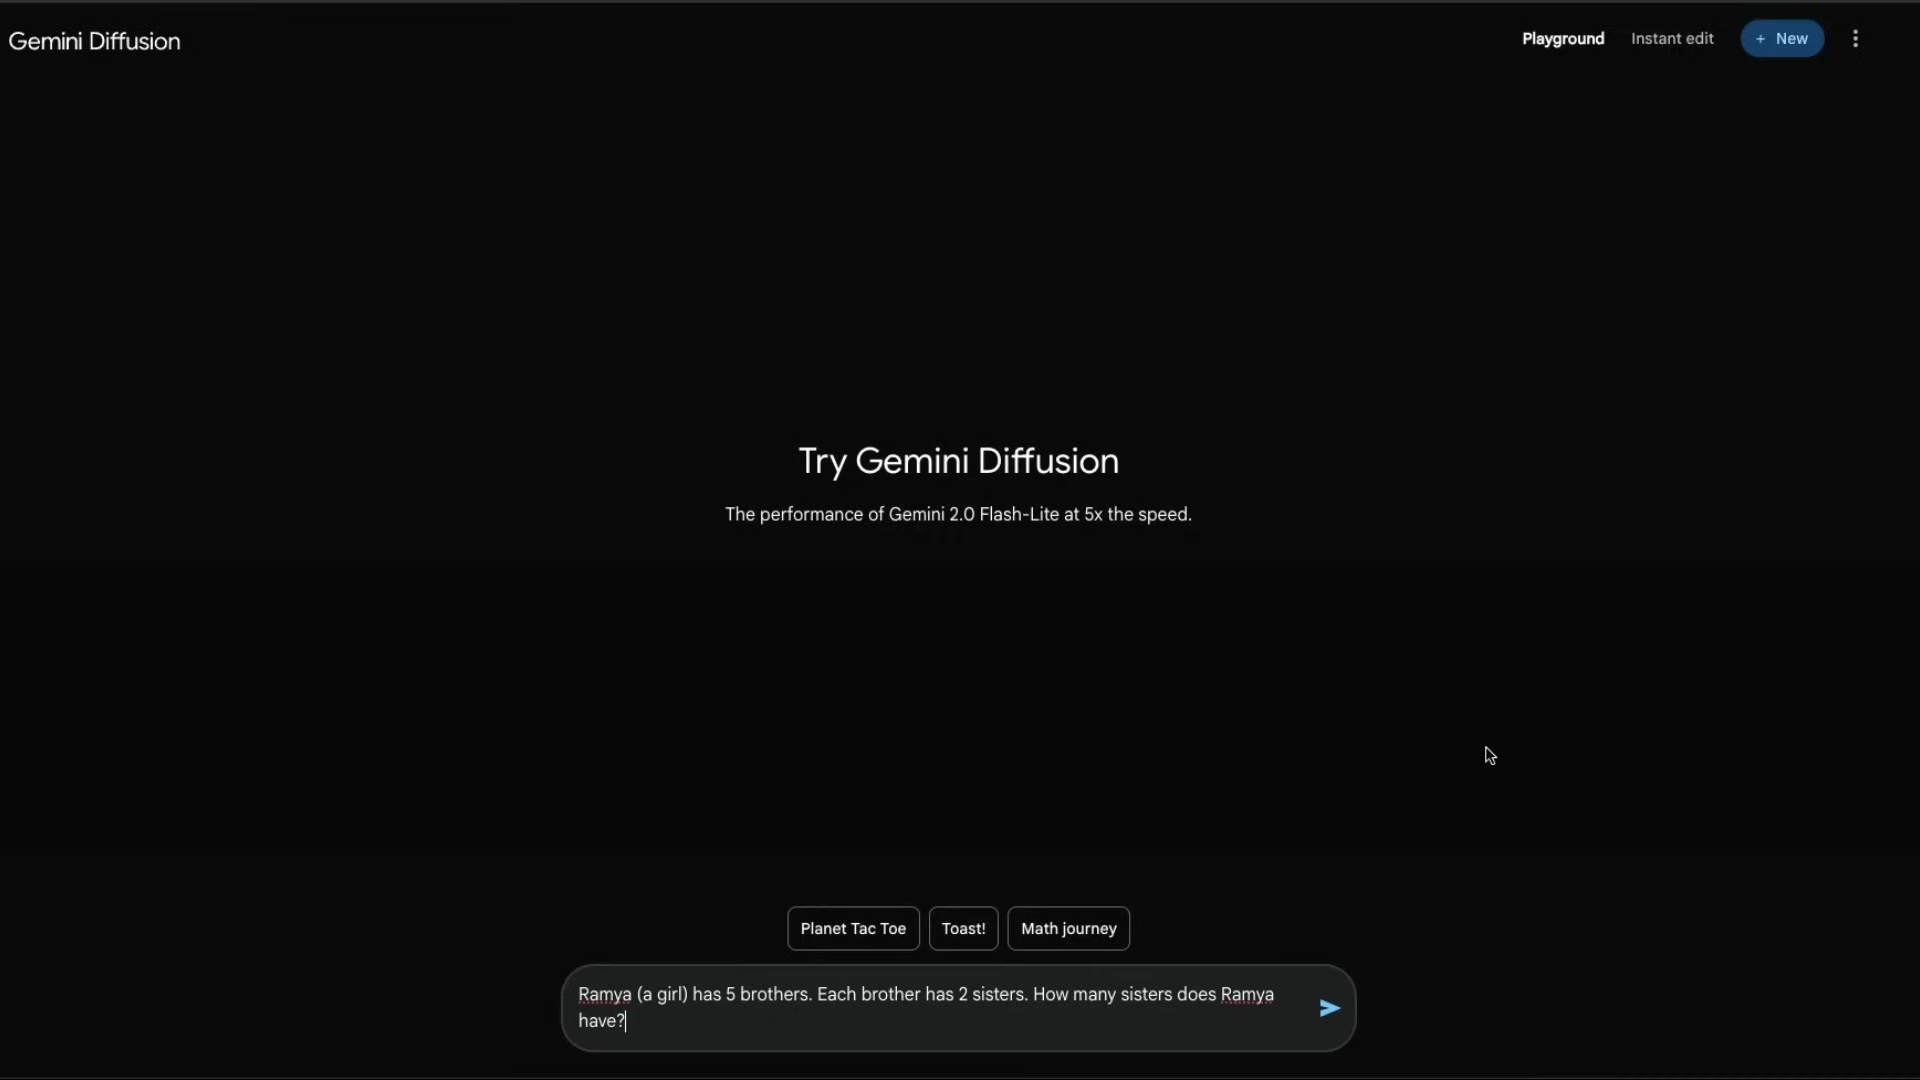 Gemini Diffusion
Playground
Instant edit
+ New
Try Gemini Diffusion
The performance of Gemini 2.0 Flash-Lite at 5x the speed.
Planet Tac Toe
Toast!
Math journey
Ramya (a girl) has 5 brothers. Each brother has 2 sisters. How many sisters does Ramya
have?